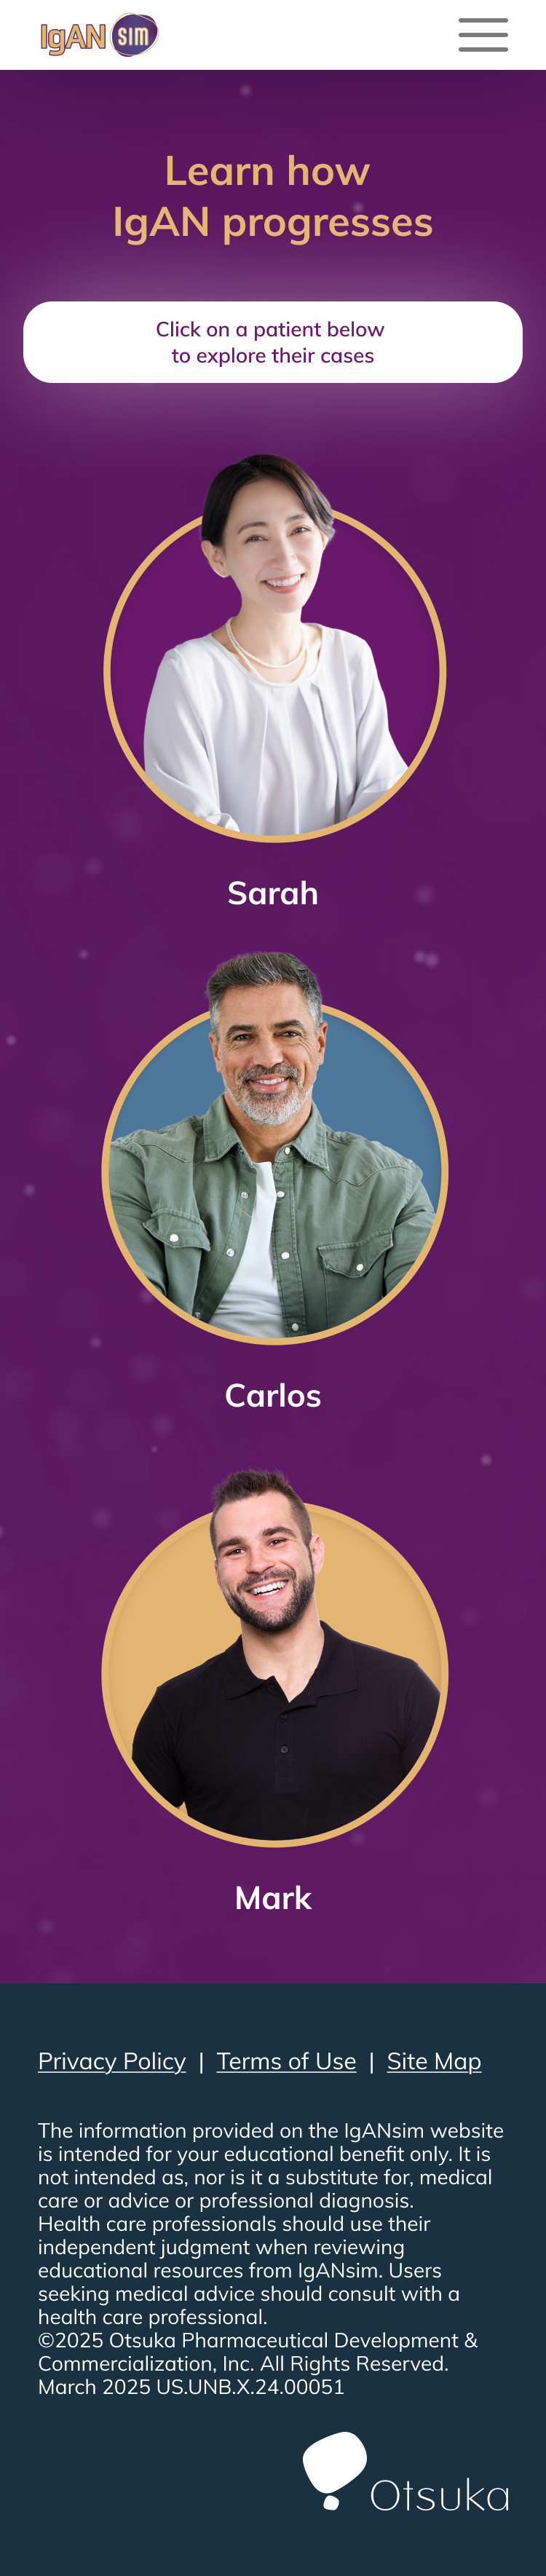 IgAN sim
Learn how
IgAN progresses
Click on a patient below
to explore their cases
Sarah
Carlos
Mark
Privacy Policy | Terms of Use | Site Map
The information provided on the IgANsim website
is intended for your educational benefit only. It is
not intended as, nor is it a substitute for, medical
care or advice or professional diagnosis.
Health care professionals should use their
independent judgment when reviewing
educational resources from IgANsim. Users
seeking medical advice should consult with a
health care professional.
©2025 Otsuka Pharmaceutical Development &
Commercialization, Inc. All Rights Reserved.
March 2025 US.UNB.X.24.00051
Otsuka